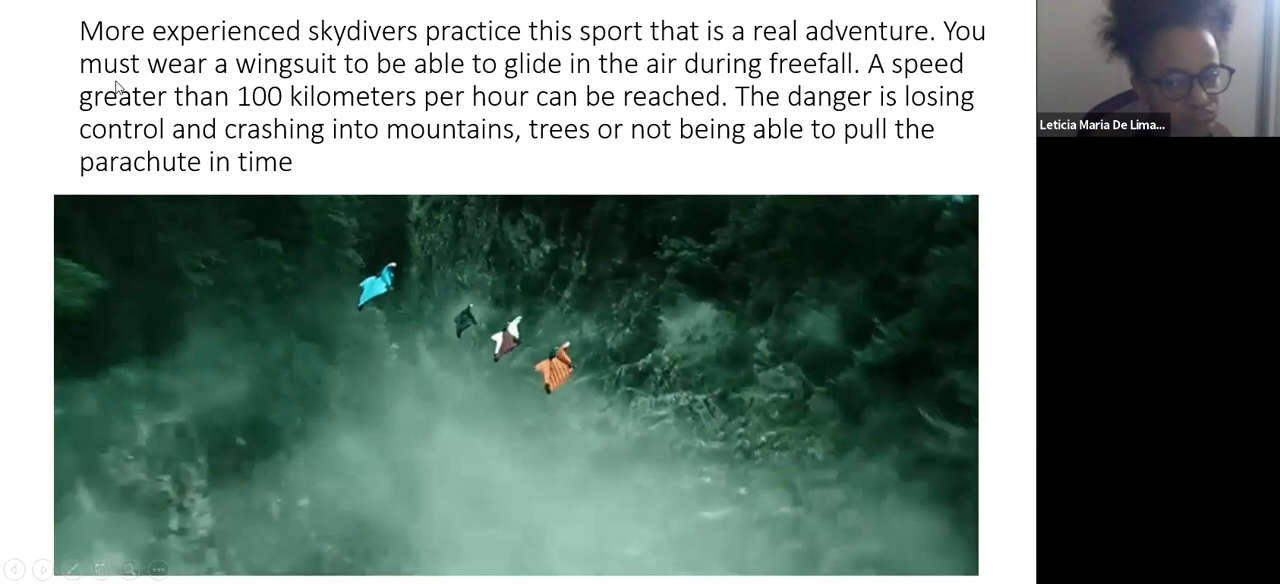 More experienced skydivers practice this sport that is a real adventure. You
must wear a wingsuit to be able to glide in the air during freefall. A speed
greater than 100 kilometers per hour can be reached. The danger is losing
control and crashing into mountains, trees or not being able to pull the
parachute in time
Leticia Maria De Lima...